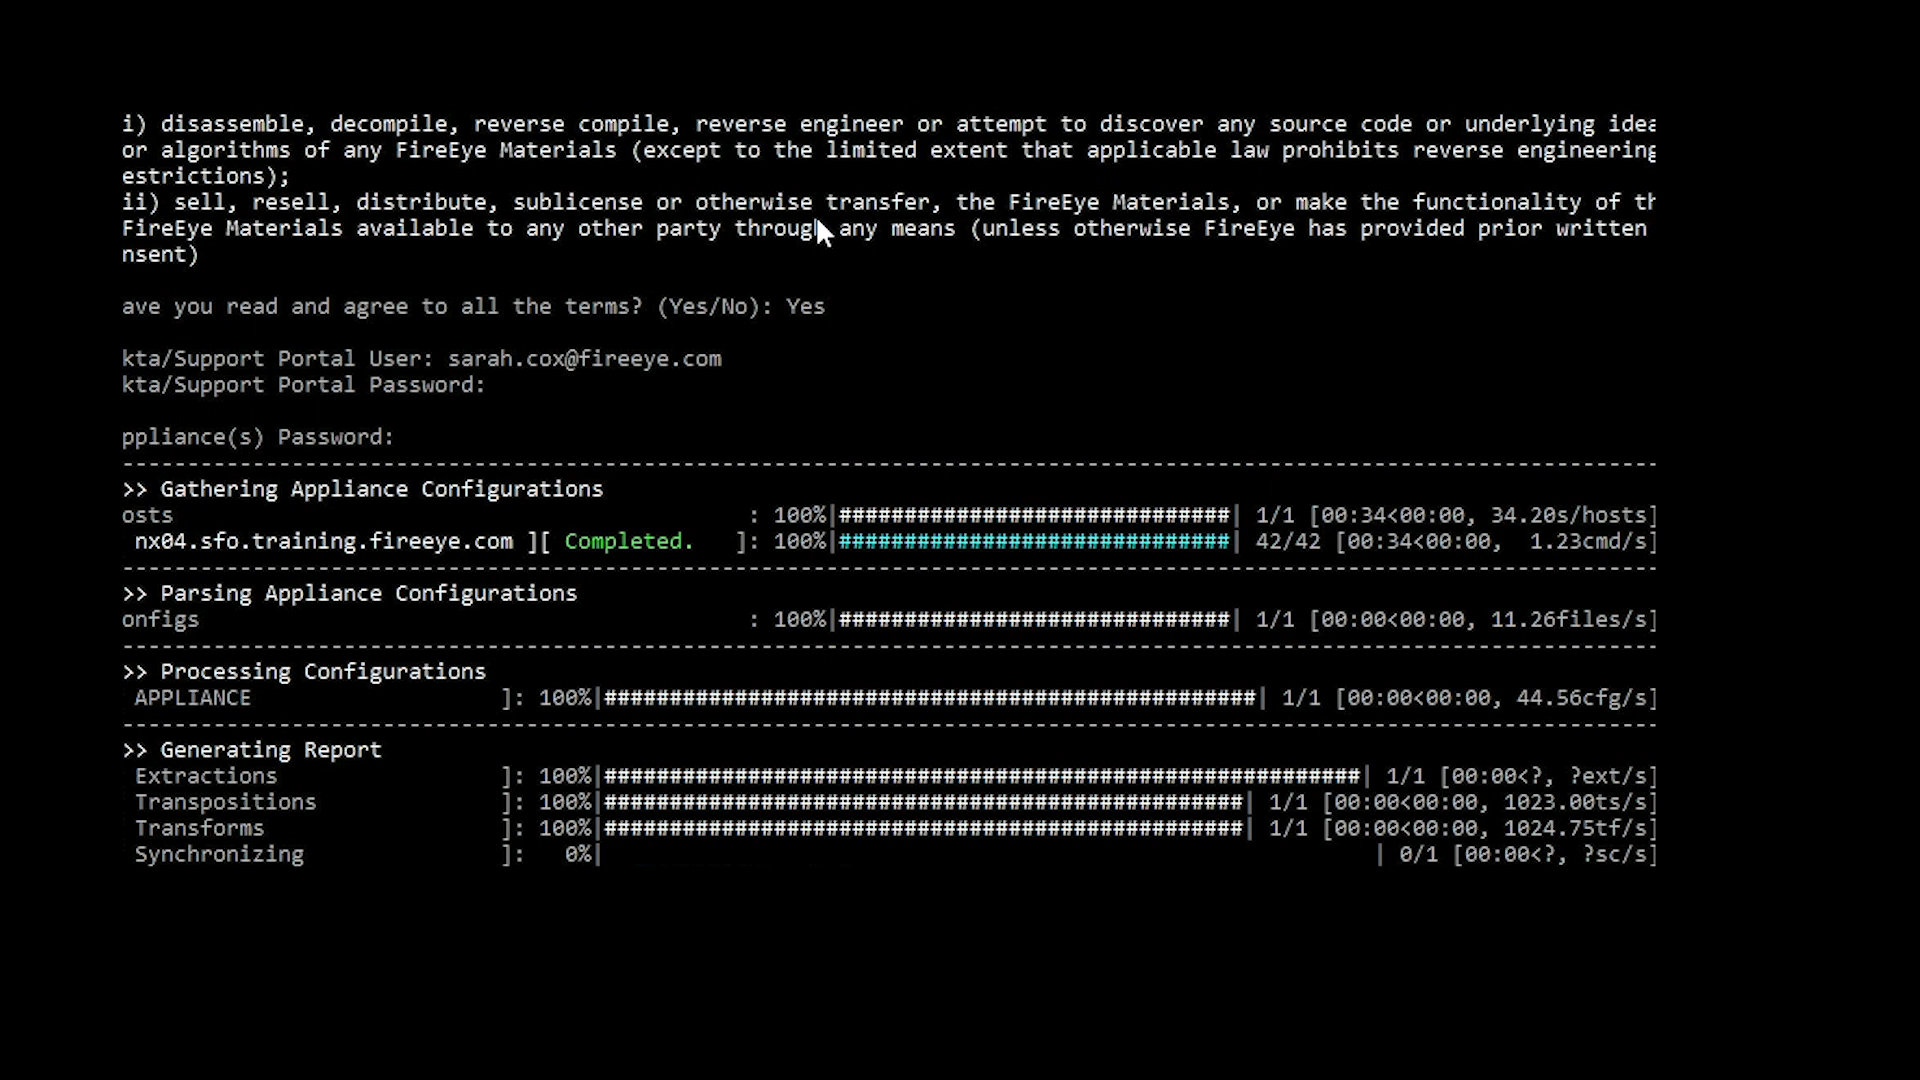 i) disassemble, decompile, reverse compile, reverse engineer or attempt to discover any source code or underlying idea
or algorithms of any FireEye Materials (except to the limited extent that applicable law prohibits reverse engineering
estrictions);
ii) sell, resell, distribute, sublicense or otherwise transfer, the FireEye Materials, or make the functionality of th
FireEye Materials available to any other party through any means (unless otherwise FireEye has provided prior written
nsent)
ave you read and agree to all the terms? (Yes/No): Yes
kta/Support Portal User: sarah.cox@fireeye.com
kta/Support Portal Password:
ppliance(s) Password:
----------------------------------------------------------------------------------------------------------------------
>> Gathering Appliance Configurations
osts : 100%|##############################| 1/1 [00:34<00:00, 34.20s/hosts]
nx04.sfo.training.fireeye.com ][ Completed. ]: 100%|##############################| 42/42 [00:34<00:00, 1.23cmd/s]
----------------------------------------------------------------------------------------------------------------------
>> Parsing Appliance Configurations
onfigs : 100%|##############################| 1/1 [00:00<00:00, 11.26files/s]
----------------------------------------------------------------------------------------------------------------------
>> Processing Configurations
APPLIANCE ]: 100%|##################################################| 1/1 [00:00<00:00, 44.56cfg/s]
----------------------------------------------------------------------------------------------------------------------
>> Generating Report
Extractions ]: 100%|##########################################################| 1/1 [00:00<?, ?ext/s]
Transpositions ]: 100%|#################################################| 1/1 [00:00<00:00, 1023.00ts/s]
Transforms ]: 100%|#################################################| 1/1 [00:00<00:00, 1024.75tf/s]
Synchronizing ]: 0%| | 0/1 [00:00<?, ?sc/s]